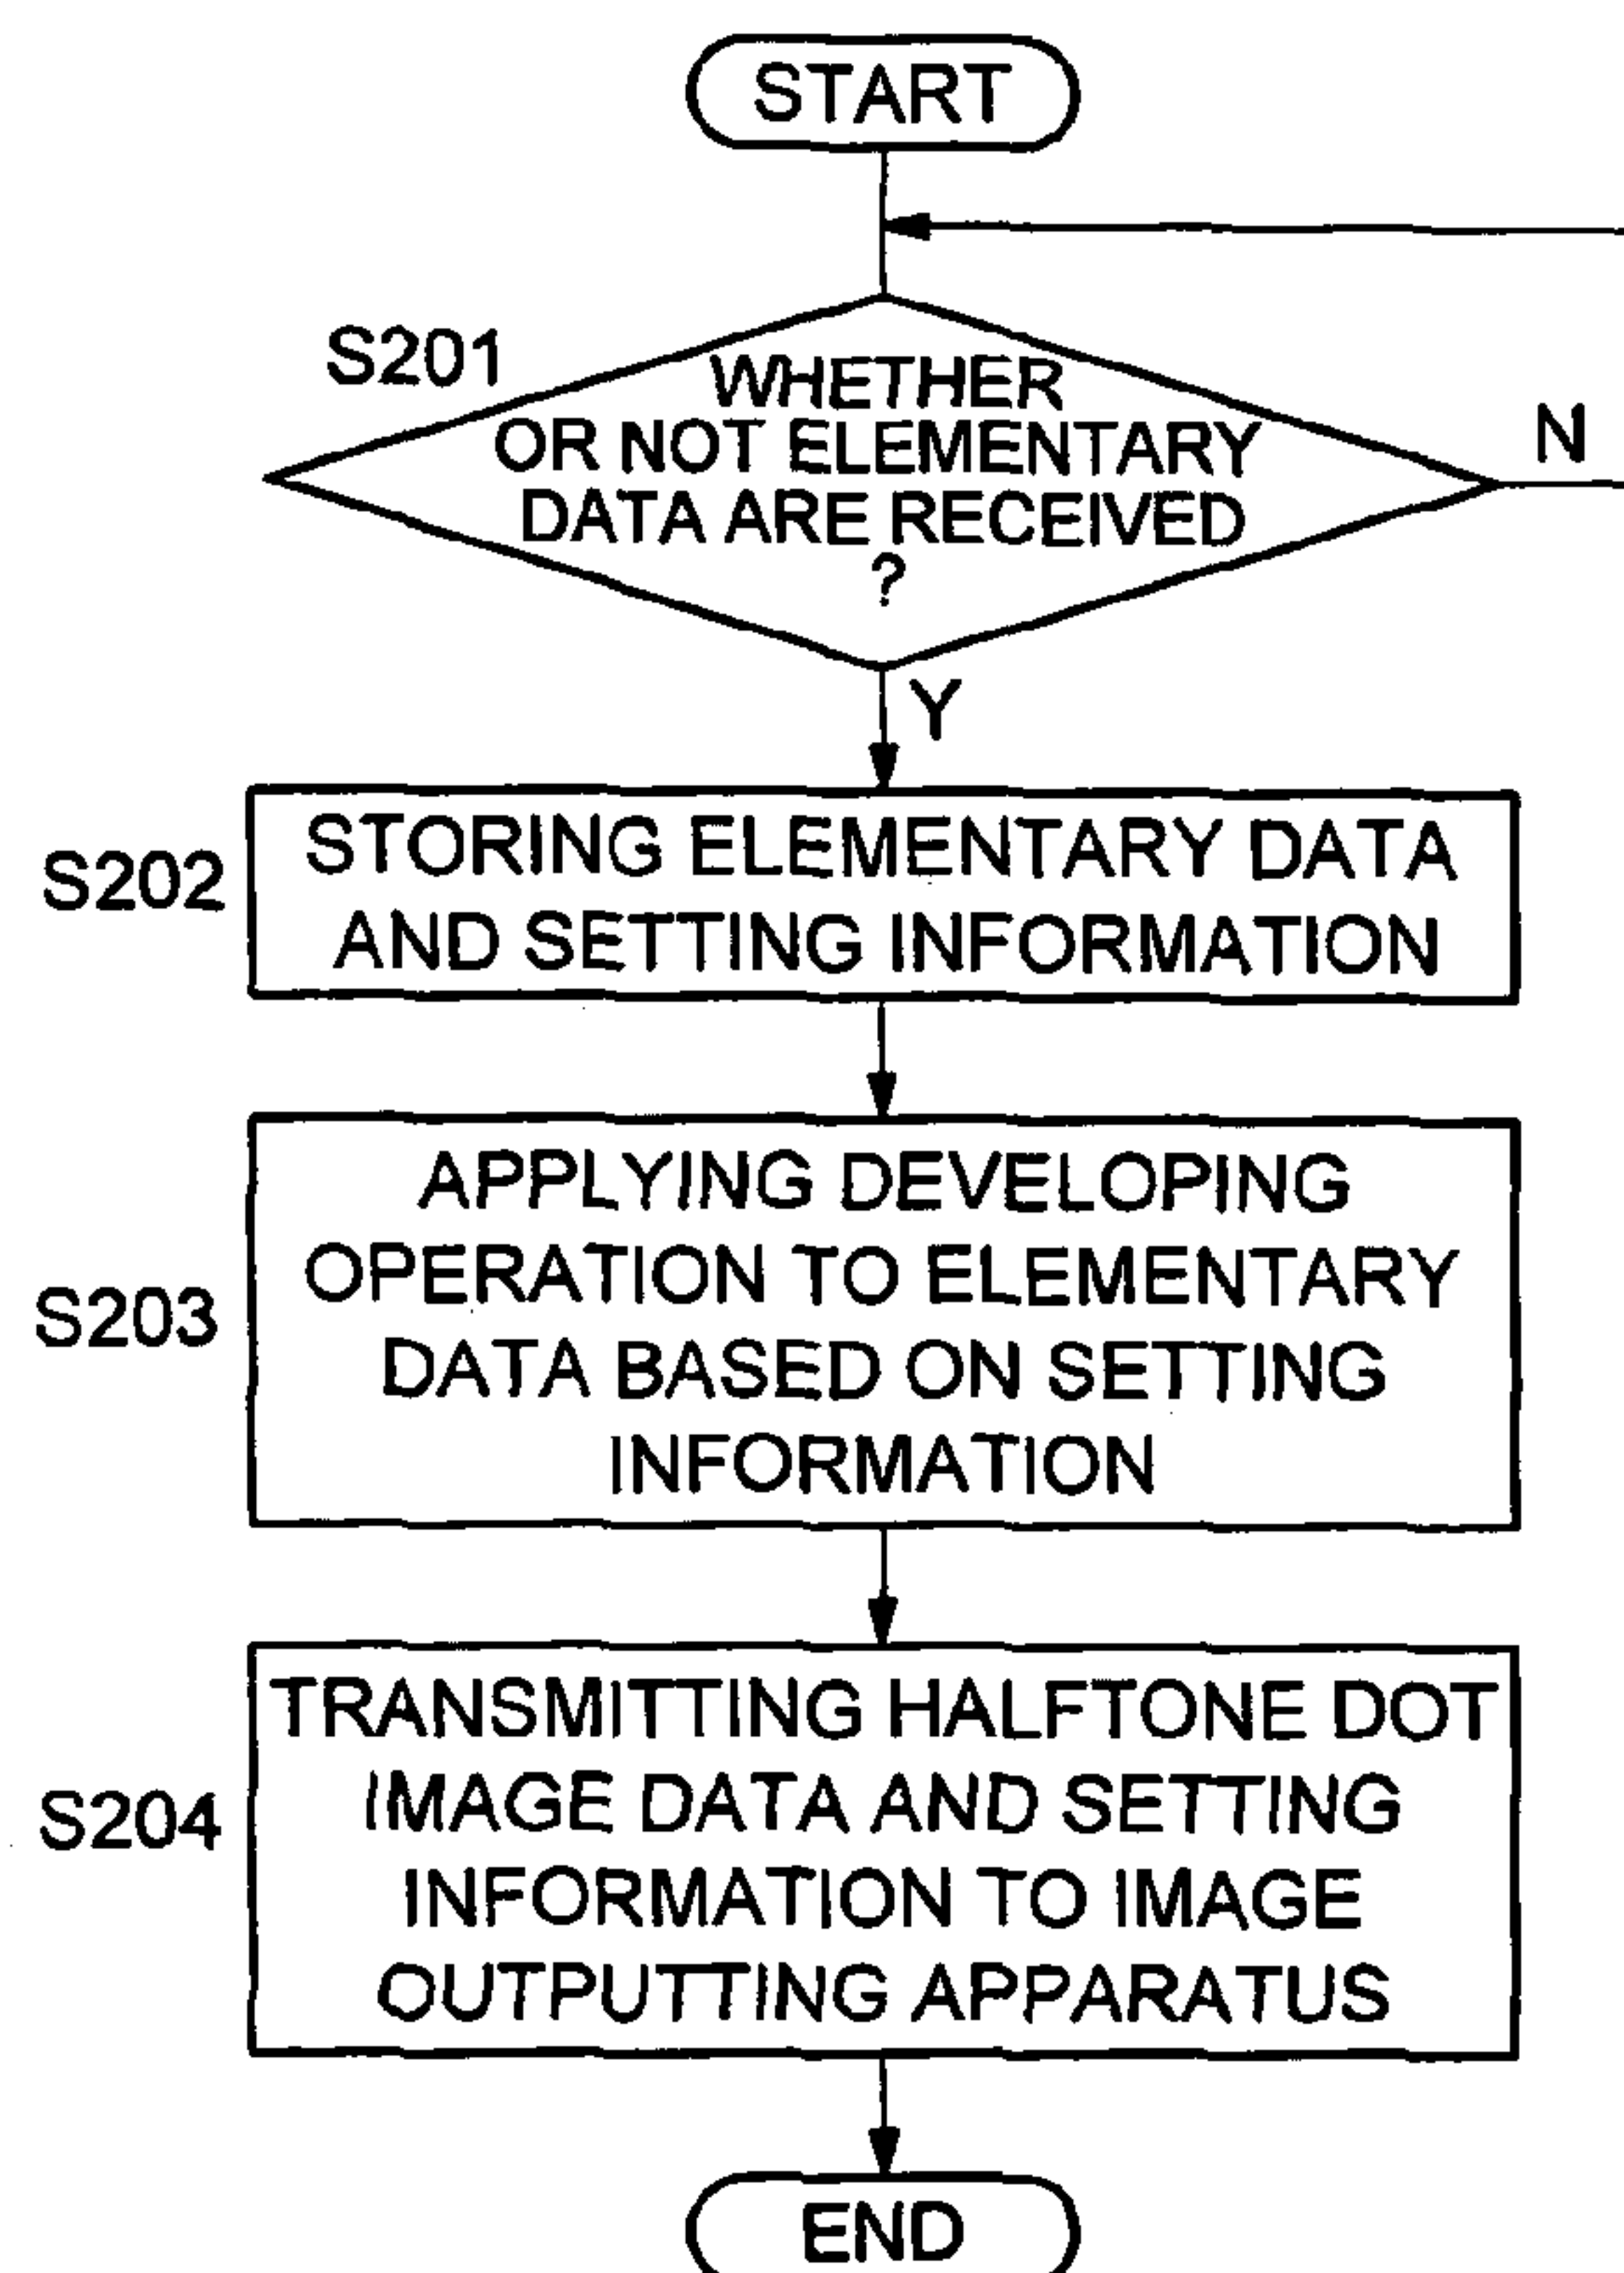 START
S201
WHETHER
OR NOT ELEMENTARY
DATA ARE RECEIVED
?
N
Y
S202
STORING ELEMENTARY DATA
AND SETTING INFORMATION
S203
APPLYING DEVELOPING
OPERATION TO ELEMENTARY
DATA BASED ON SETTING
INFORMATION
S204
TRANSMITTING HALFTONE DOT
IMAGE DATA AND SETTING
INFORMATION TO IMAGE
OUTPUTTING APPARATUS
END